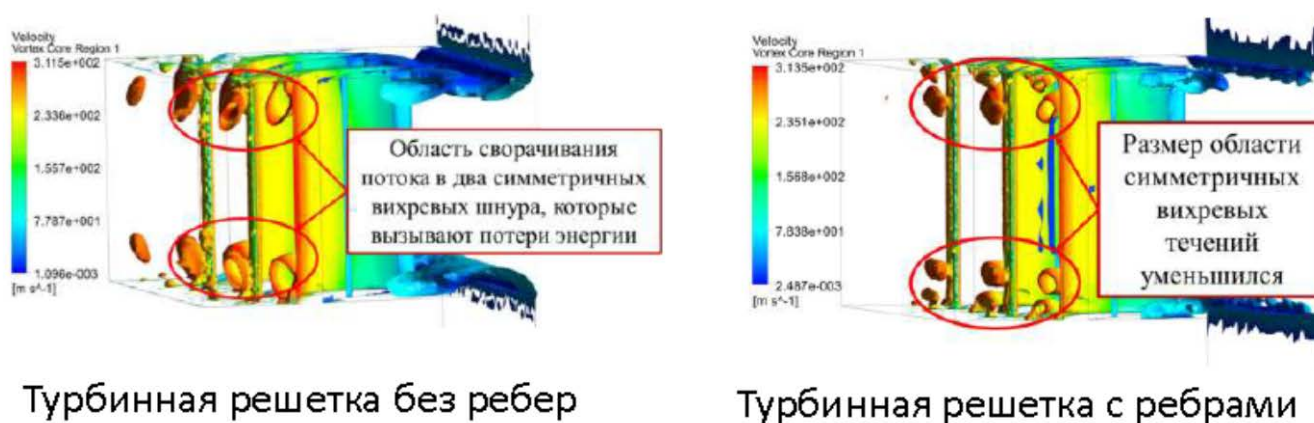 Velocity
Vortex Core Region 1
3.115e+002
2.336e+002
1.557e+002
7.787e+001
1.096e-003
[m s^-1]
Область сворачивания
потока в два симметричных
вихревых шнура, которые
вызывают потери энергии
Турбинная решетка без ребер
Velocity
Vortex Core Region 1
3.135e+002
2.351e+002
1.568e+002
7.838e+001
2.487e-003
[m s^-1]
Размер области
симметричных
вихревых
течений
уменьшился
Турбинная решетка с ребрами